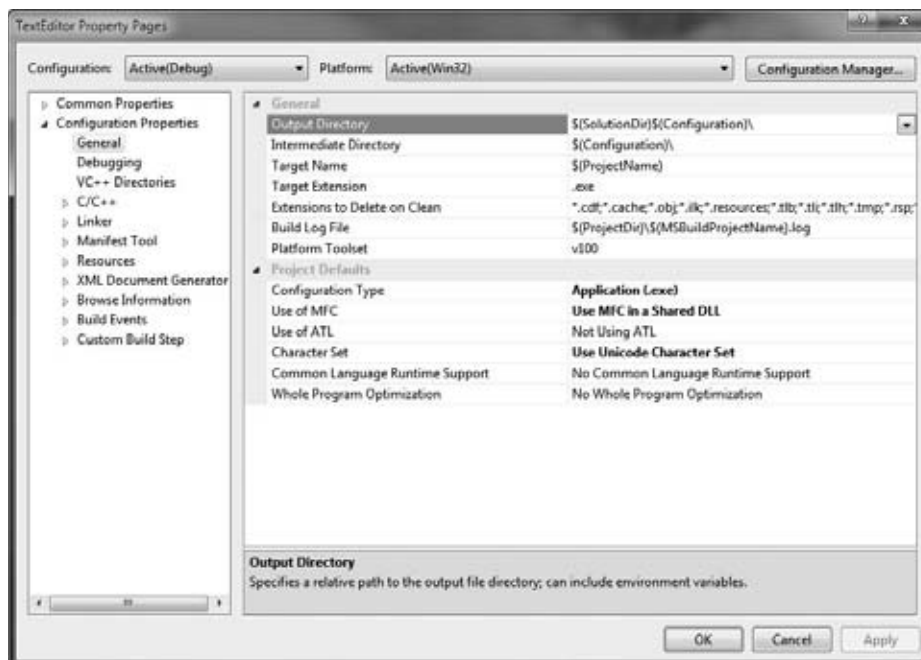 TextEditor Property Pages
Configuration: Active(Debug) Platform: Active(Win32) Configuration Manager...
Common Properties
Configuration Properties
General
Debugging
VC++ Directories
C/C++
Linker
Manifest Tool
Resources
XML Document Generator
Browse Information
Build Events
Custom Build Step
General
Output Directory $(SolutionDir)$(Configuration)\
Intermediate Directory $(Configuration)\
Target Name $(ProjectName)
Target Extension .exe
Extensions to Delete on Clean *.cdf;*.cache;*.obj;*.ilk;*.resources;*.tlb;*.tli;*.tlh;*.tmp;*.rsp;*
Build Log File $(ProjectDir)\$(MSBuildProjectName).log
Platform Toolset v100
Project Defaults
Configuration Type Application (.exe)
Use of MFC Use MFC in a Shared DLL
Use of ATL Not Using ATL
Character Set Use Unicode Character Set
Common Language Runtime Support No Common Language Runtime Support
Whole Program Optimization No Whole Program Optimization
Output Directory
Specifies a relative path to the output file directory; can include environment variables.
OK Cancel Apply